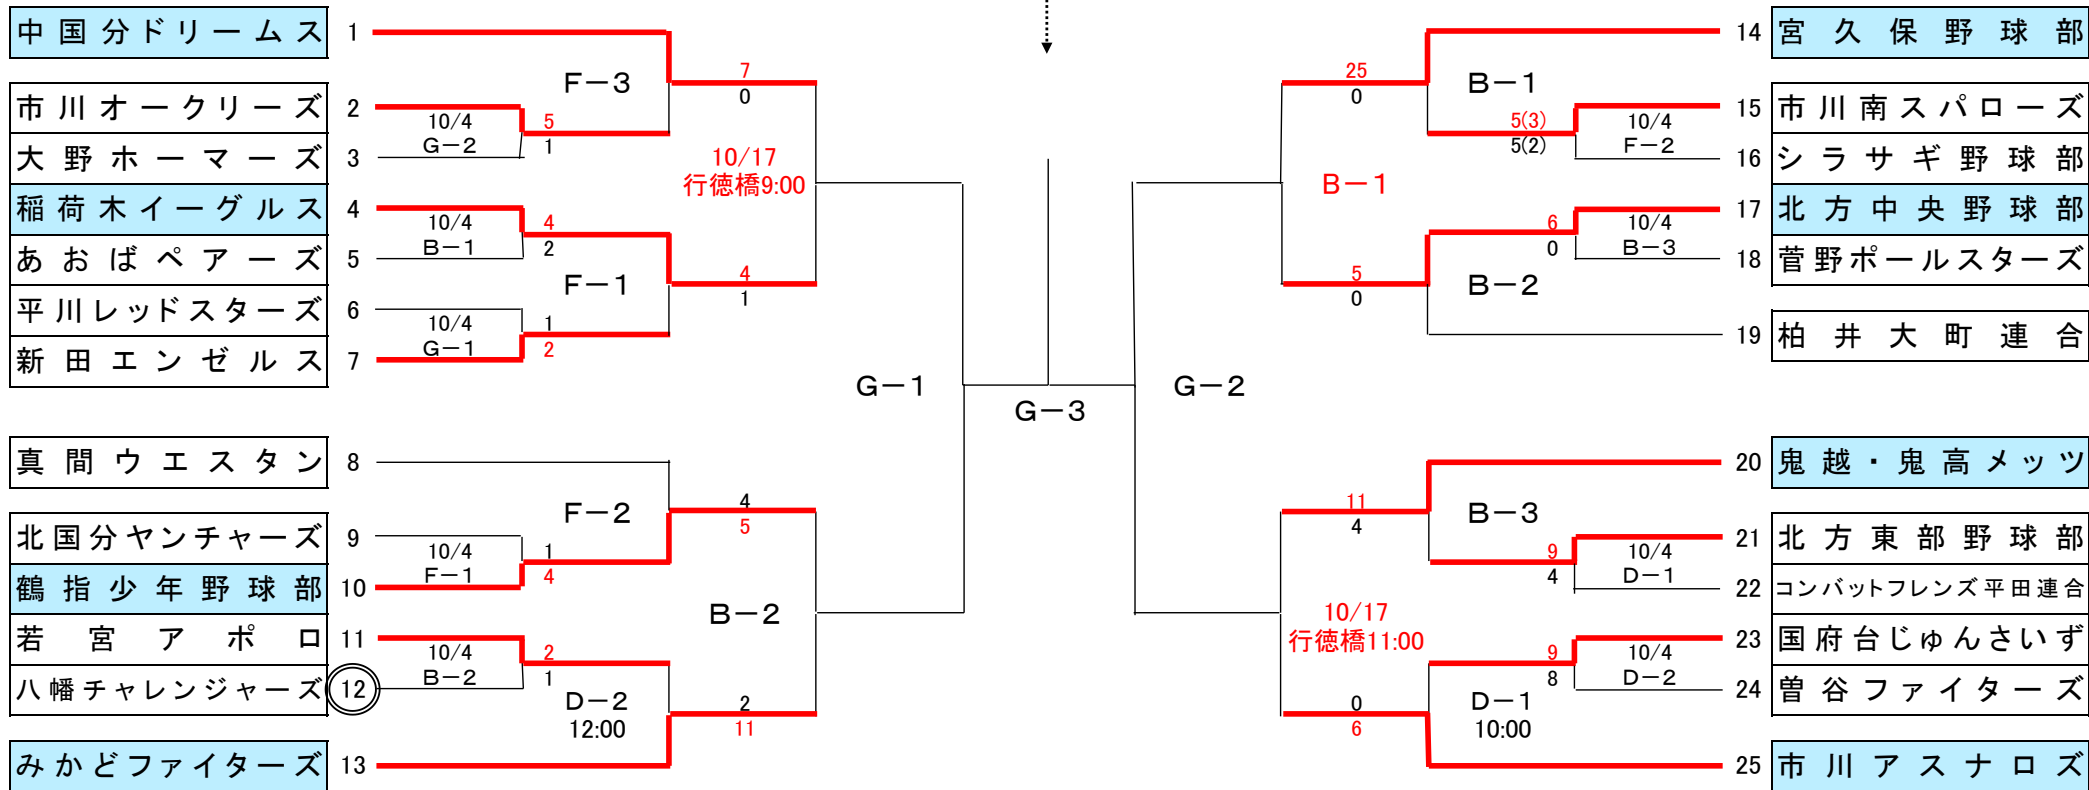 中国分ドリームス 1
F－3
7
0
市川オークリーズ 2
10/4
G－2
5
1
大野ホーマーズ 3
10/17
行徳橋9:00
稲荷木イーグルス 4
10/4
B－1
4
2
あおばペアーズ 5
F－1
4
1
平川レッドスターズ 6
10/4
G－1
1
2
新田エンゼルス 7
G－1
G－3
真間ウエスタン 8
F－2
4
5
北国分ヤンチャーズ 9
10/4
F－1
1
4
鶴指少年野球部 10
B－2
若宮アポロ 11
10/4
B－2
2
1
八幡チャレンジャーズ 12
D－2
12:00
2
11
みかどファイターズ 13
14 宮久保野球部
25
0
B－1
15 市川南スパローズ
5(3)
5(2)
10/4
F－2
16 シラサギ野球部
B－1
17 北方中央野球部
6
0
10/4
B－3
18 菅野ポールスターズ
5
0
B－2
19 柏井大町連合
G－2
20 鬼越・鬼高メッツ
11
4
B－3
21 北方東部野球部
9
4
10/4
D－1
22 コンバットフレンズ平田連合
10/17
行徳橋11:00
23 国府台じゅんさいず
9
8
10/4
D－2
24 曽谷ファイターズ
0
6
D－1
10:00
25 市川アスナロズ